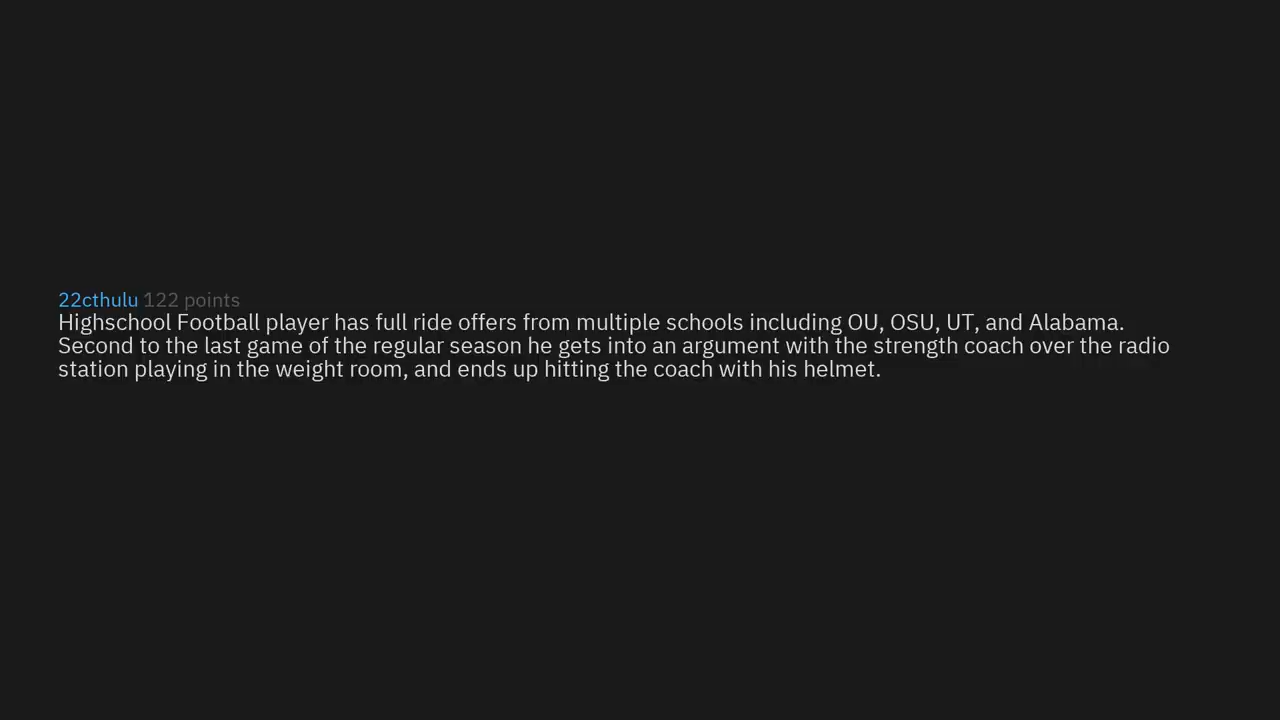 22cthulu 122 points
Highschool Football player has full ride offers from multiple schools including OU, OSU, UT, and Alabama.
Second to the last game of the regular season he gets into an argument with the strength coach over the radio
station playing in the weight room, and ends up hitting the coach with his helmet.